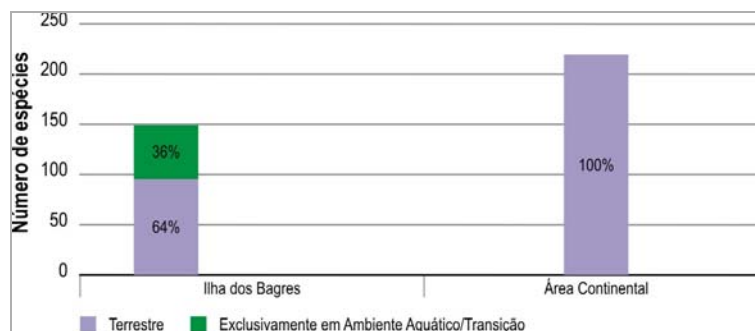 Número de espécies
250
200
150
100
50
0
36%
64%
100%
Ilha dos Bagres
Área Continental
Terrestre
Exclusivamente em Ambiente Aquático/Transição